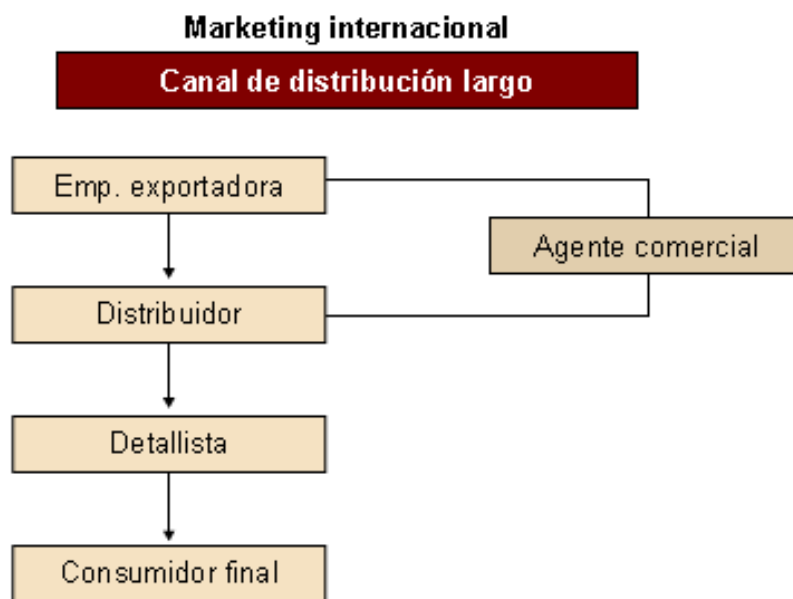 Marketing internacional
Canal de distribución largo
Emp. exportadora
Agente comercial
Distribuidor
Detallista
Consumidor final